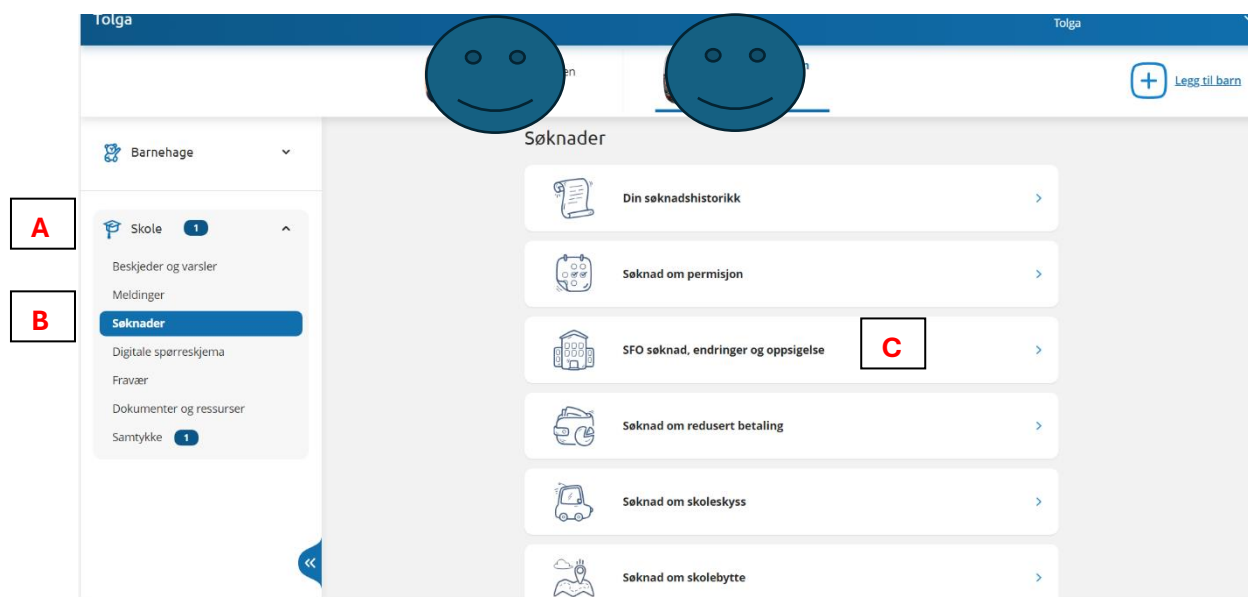 Tolga
Tolga
en
n
Legg til barn
Søknader
Barnehage
Din søknadshistorikk
A
Skole 1
Beskjeder og varsler
Søknad om permisjon
Meldinger
B
Søknader
Digitale spørreskjema
SFO søknad, endringer og oppsigelse
C
Fravær
Dokumenter og ressurser
Søknad om redusert betaling
Samtykke 1
Søknad om skoleskyss
Søknad om skolebytte